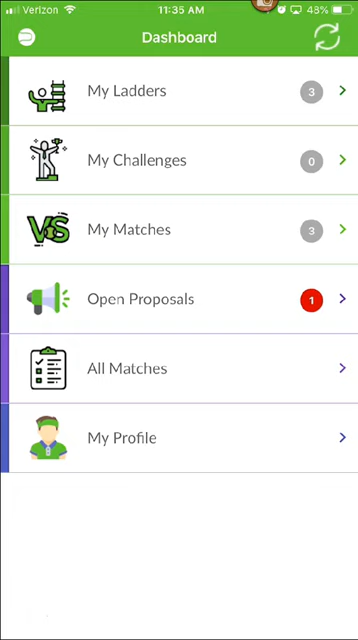 Verizon 11:35 AM 48%
Dashboard
My Ladders 3
My Challenges 0
VS
My Matches 3
Open Proposals 1
All Matches
My Profile